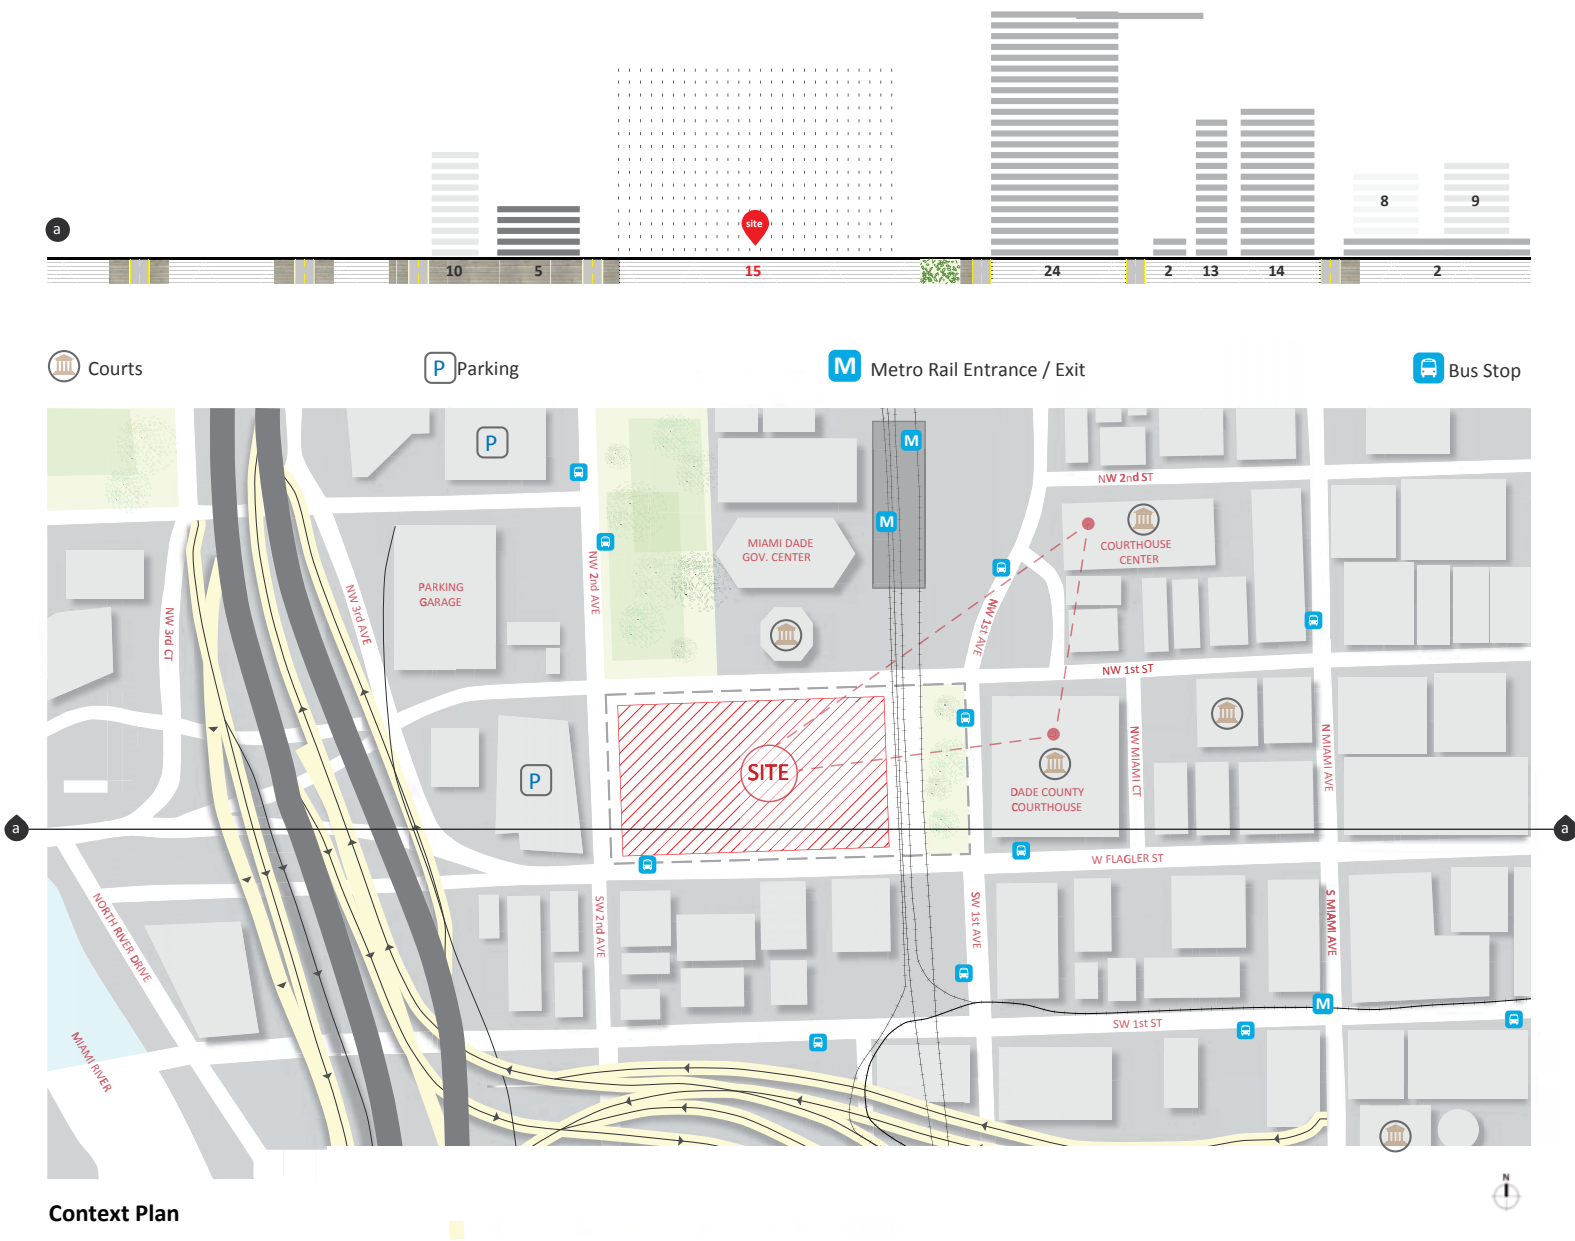 8
9
site
a
10
5
15
24
2
13
14
2
Courts
P
Parking
M
Metro Rail Entrance / Exit
Bus Stop
P
M
NW 2nd ST
M
MIAMI DADE
GOV. CENTER
COURTHOUSE
CENTER
NW 2nd AVE
PARKING
GARAGE
NW 3rd AVE
NW 3rd CT
NW 1st AVE
NW 1st ST
SITE
P
NW MIAMI CT
N MIAMI AVE
DADE COUNTY
COURTHOUSE
a
a
W FLAGLER ST
NORTH RIVER DRIVE
SW 2nd AVE
SW 1st AVE
S MIAMI AVE
M
SW 1st ST
MIAMI RIVER
N
Context Plan